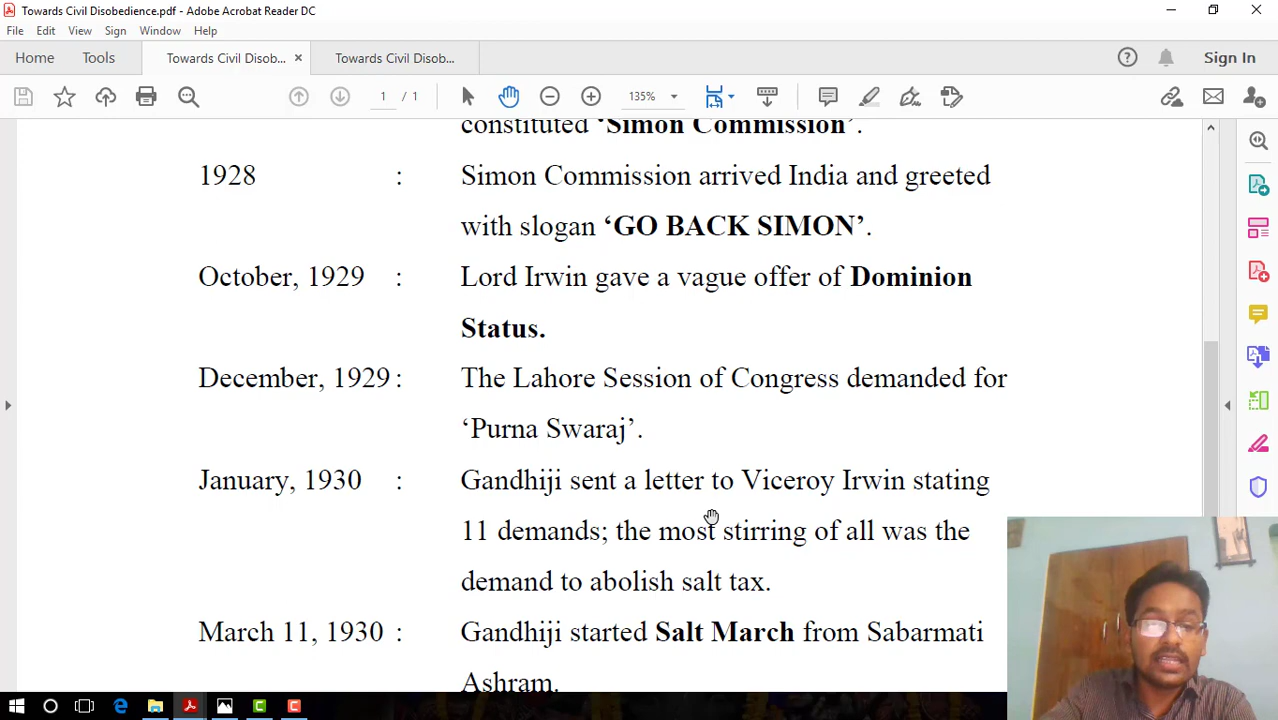 Towards Civil Disobedience.pdf - Adobe Acrobat Reader DC
File Edit View Sign Window Help
Home Tools Towards Civil Disob... × Towards Civil Disob... Sign In
1 / 1 135%
constituted ‘Simon Commission’.
1928 : Simon Commission arrived India and greeted
with slogan ‘GO BACK SIMON’.
October, 1929 : Lord Irwin gave a vague offer of Dominion
Status.
December, 1929 : The Lahore Session of Congress demanded for
‘Purna Swaraj’.
January, 1930 : Gandhiji sent a letter to Viceroy Irwin stating
11 demands; the most stirring of all was the
demand to abolish salt tax.
March 11, 1930 : Gandhiji started Salt March from Sabarmati
Ashram.